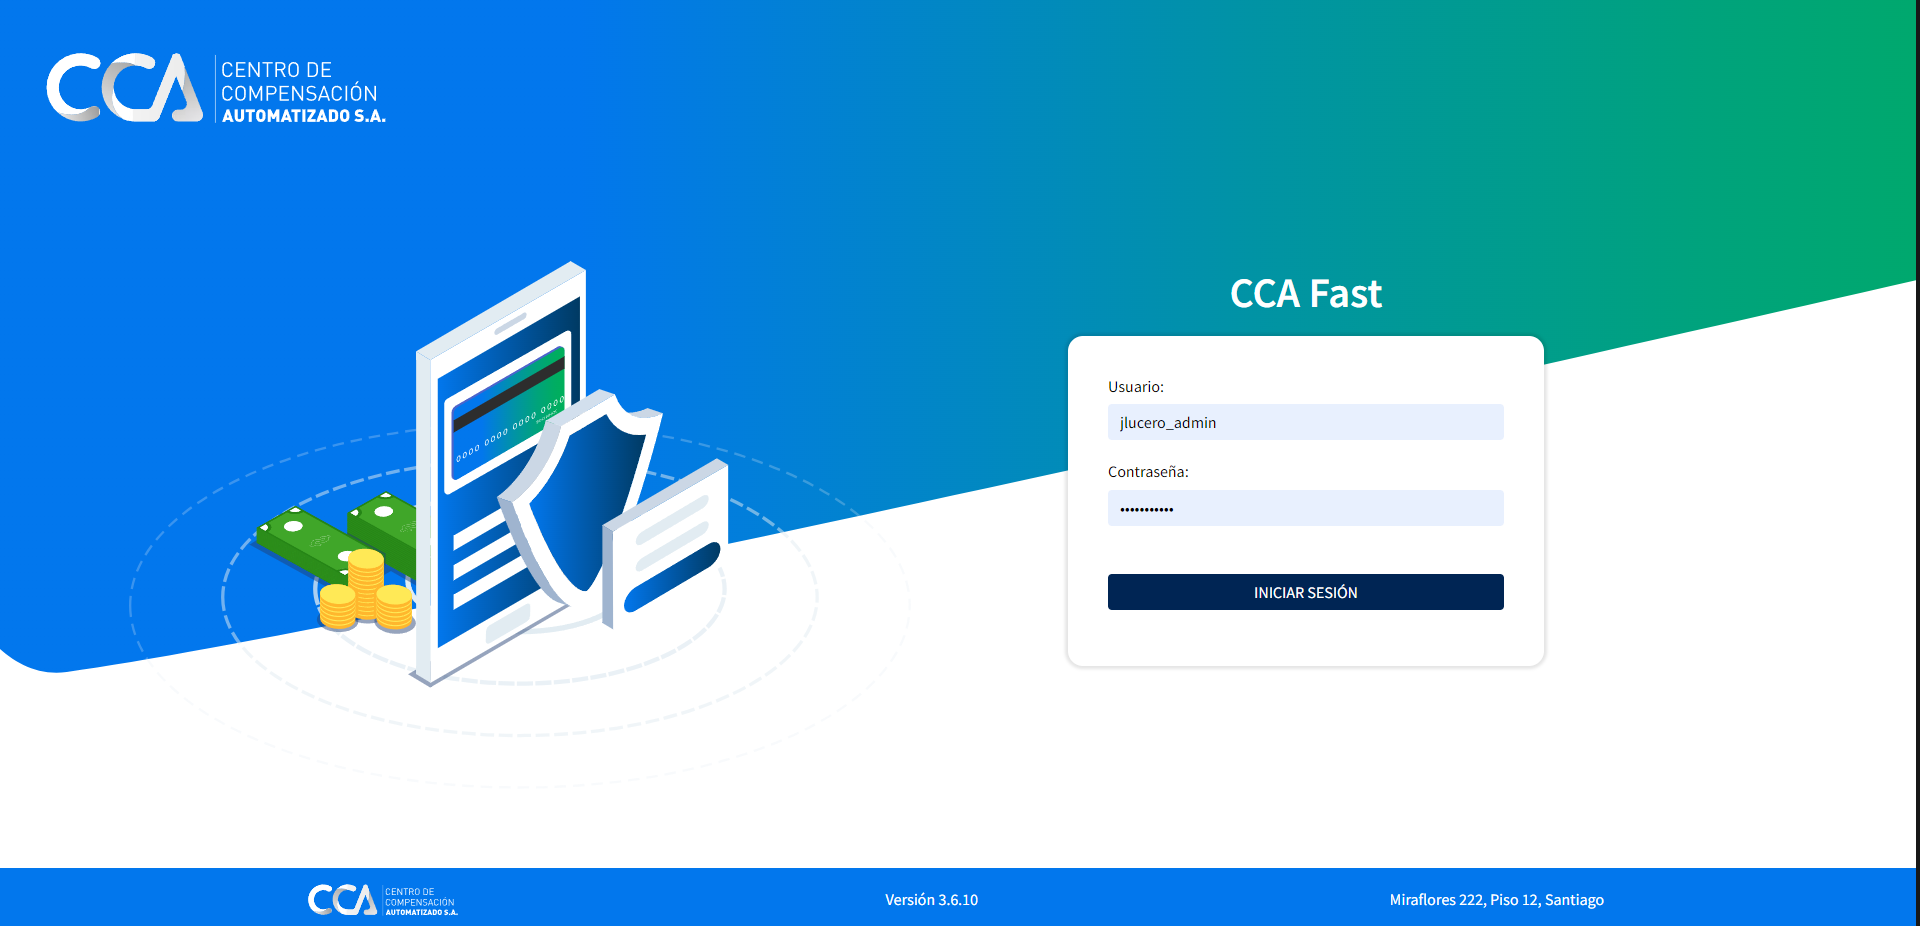 CCA
CENTRO DE
COMPENSACIÓN
AUTOMATIZADO S.A.
0000 0000 0000 0000
CCA Fast
Usuario:
jlucero_admin
Contraseña:
•••••••••••
INICIAR SESIÓN
CCA
CENTRO DE
COMPENSACIÓN
AUTOMATIZADO S.A.
Versión 3.6.10
Miraflores 222, Piso 12, Santiago